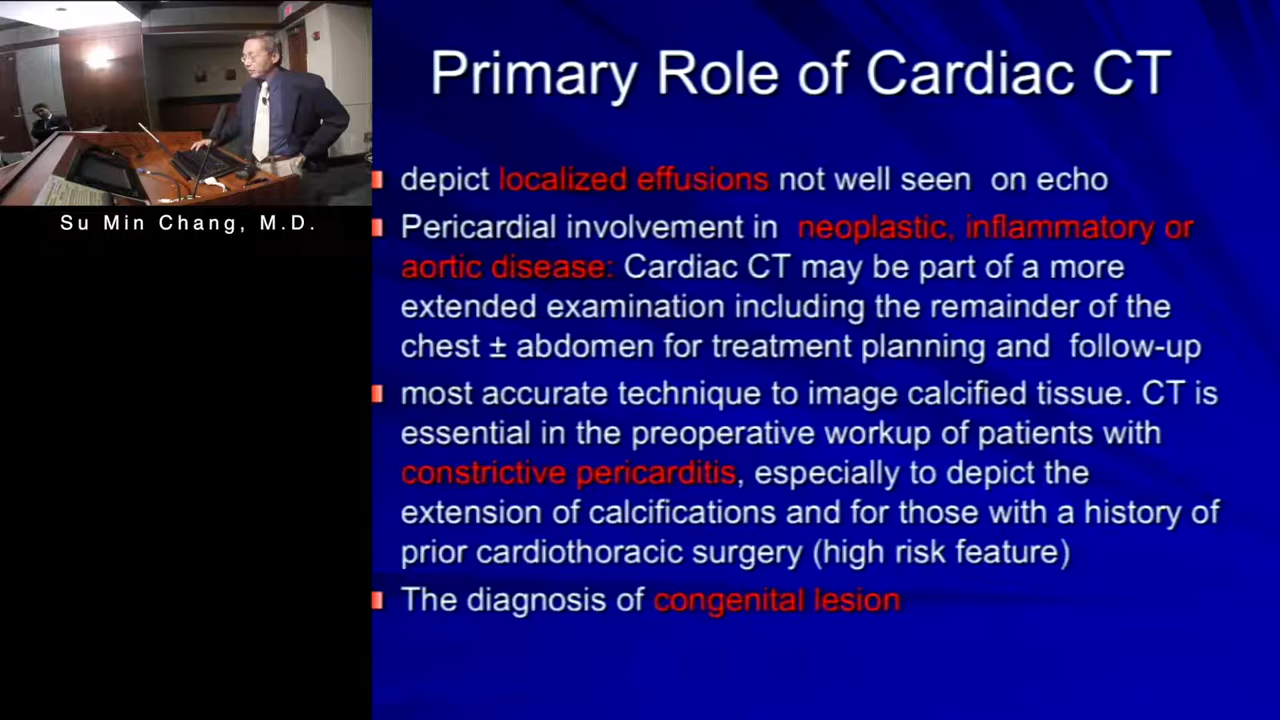 Primary Role of Cardiac CT
depict localized effusions not well seen on echo
Pericardial involvement in neoplastic, inflammatory or
aortic disease: Cardiac CT may be part of a more
extended examination including the remainder of the
chest ± abdomen for treatment planning and follow-up
most accurate technique to image calcified tissue. CT is
essential in the preoperative workup of patients with
constrictive pericarditis, especially to depict the
extension of calcifications and for those with a history of
prior cardiothoracic surgery (high risk feature)
The diagnosis of congenital lesion
Su Min Chang, M.D.